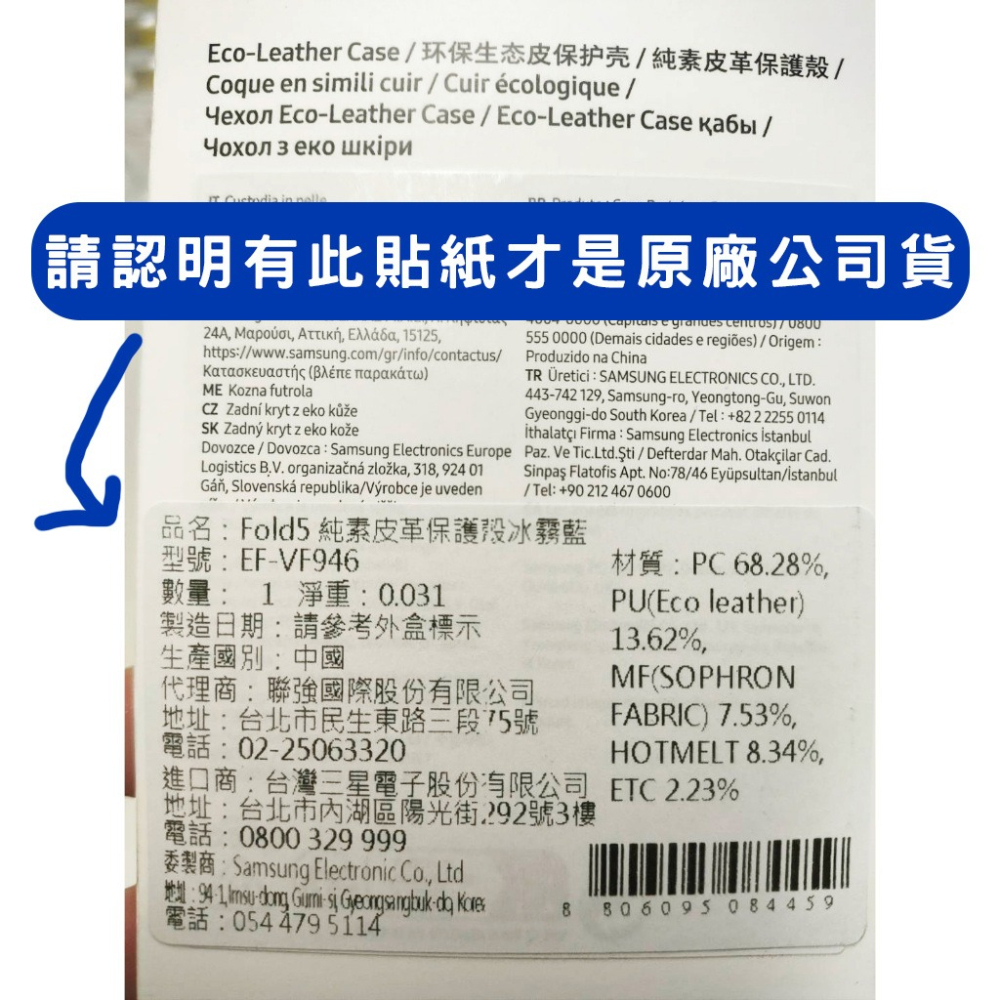 Eco-Leather Case / 环保生态皮保护壳 / 純素皮革保護殼 /
Coque en simili cuir / Cuir écologique /
Чехол Eco-Leather Case / Eco-Leather Case қабы /
Чохол з еко шкіри
IT Custodia in pelle
請認明有此貼紙才是原廠公司貨
24A, Μαρούσι, Αττική, Ελλάδα, 15125,
https://www.samsung.com/gr/info/contactus/
Κατασκευαστής (βλέπε παρακάτω)
ME Kozna futrola
CZ Zadní kryt z eko kůže
SK Zadný kryt z eko kože
Dovozce / Dovozca : Samsung Electronics Europe
Logistics B.V. organizačná zložka, 318, 924 01
Gáň, Slovenská republika/Výrobce je uveden
4004-0000 (Capitais e grandes centros) / 0800
555 0000 (Demais cidades e regiões) / Origem :
Produzido na China
TR Üretici : SAMSUNG ELECTRONICS CO., LTD.
443-742 129, Samsung-ro, Yeongtong-Gu, Suwon
Gyeonggi-do South Korea / Tel : +82 2 2255 0114
İthalatçı Firma : Samsung Electronics İstanbul
Paz. Ve Tic.Ltd.Şti / Defterdar Mah. Otakçilar Cad.
Sinpaş Flatofis Apt. No:78/46 Eyüpsultan/İstanbul
/ Tel: +90 212 467 0600
品名：Fold5 純素皮革保護殼冰霧藍
型號：EF-VF946
數量： 1 淨重：0.031
製造日期：請參考外盒標示
生產國別：中國
代理商：聯強國際股份有限公司
地址：台北市民生東路三段75號
電話：02-25063320
進口商：台灣三星電子股份有限公司
地址：台北市內湖區陽光街292號3樓
電話：0800 329 999
委製商：Samsung Electronic Co., Ltd
地址：94-1,Imsu-dong, Gumi-si, Gyeongsangbuk-do, Korea
電話：054 479 5114
材質：PC 68.28%,
PU(Eco leather)
13.62%,
MF(SOPHRON
FABRIC) 7.53%,
HOTMELT 8.34%,
ETC 2.23%
8 806095 084459